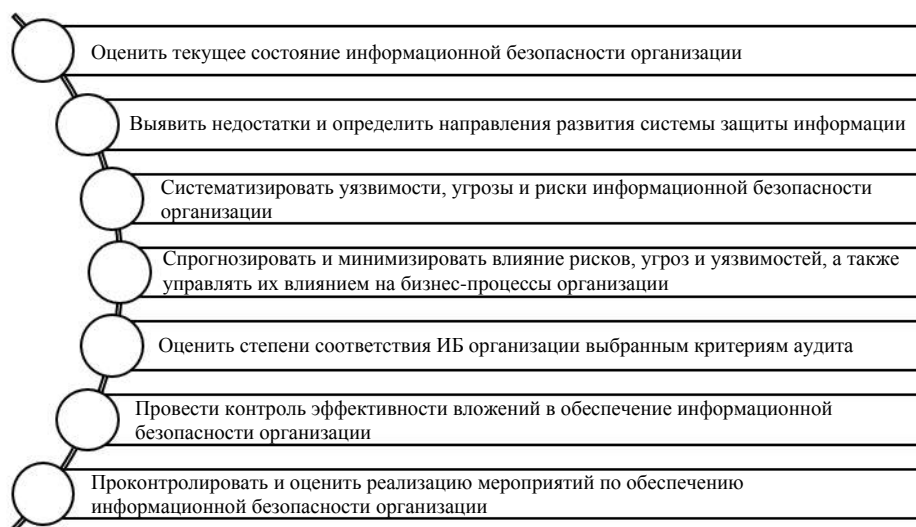 Оценить текущее состояние информационной безопасности организации
Выявить недостатки и определить направления развития системы защиты информации
Систематизировать уязвимости, угрозы и риски информационной безопасности
организации
Спрогнозировать и минимизировать влияние рисков, угроз и уязвимостей, а также
управлять их влиянием на бизнес-процессы организации
Оценить степени соответствия ИБ организации выбранным критериям аудита
Провести контроль эффективности вложений в обеспечение информационной
безопасности организации
Проконтролировать и оценить реализацию мероприятий по обеспечению
информационной безопасности организации